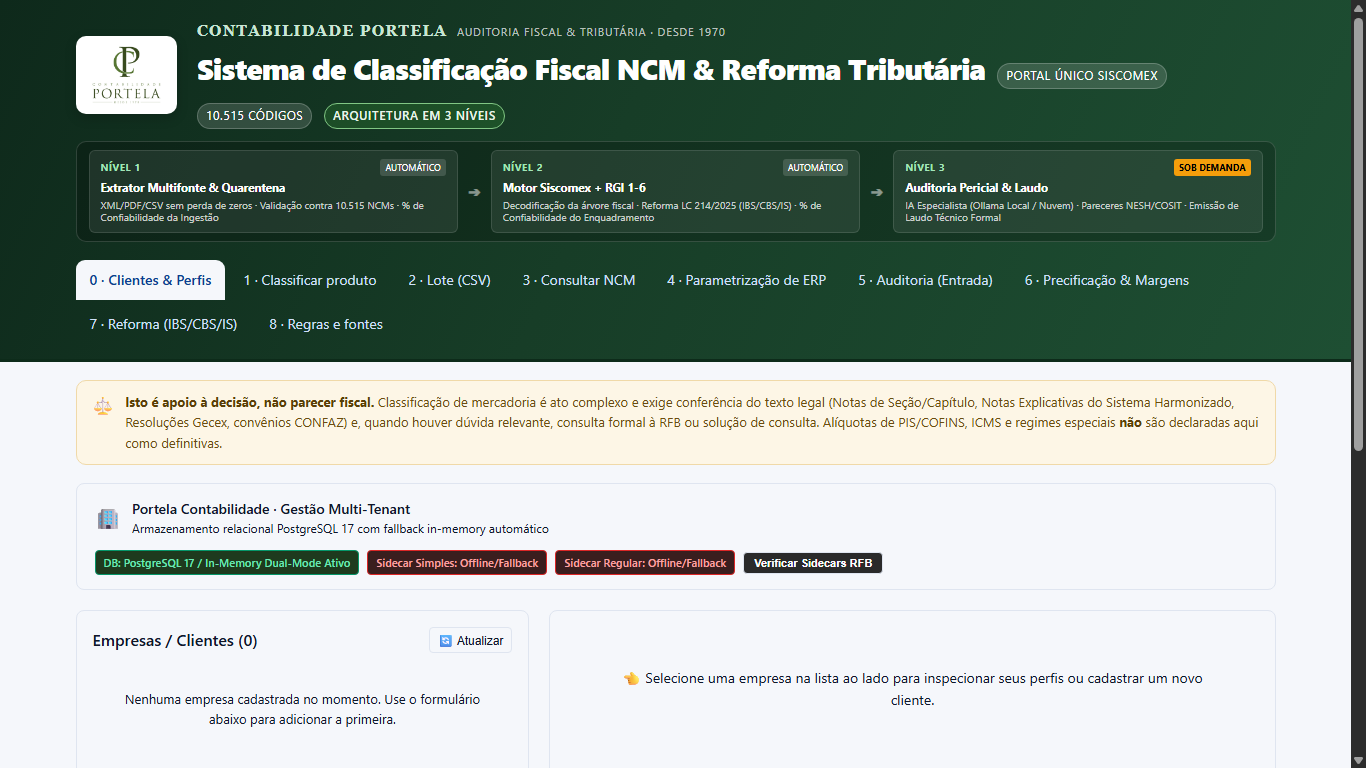 CONTABILIDADE PORTELA AUDITORIA FISCAL & TRIBUTÁRIA · DESDE 1970
CP
CONTABILIDADE
PORTELA
Sistema de Classificação Fiscal NCM & Reforma Tributária PORTAL ÚNICO SISCOMEX
10.515 CÓDIGOS ARQUITETURA EM 3 NÍVEIS
NÍVEL 1 AUTOMÁTICO
Extrator Multifonte & Quarentena
XML/PDF/CSV sem perda de zeros · Validação contra 10.515 NCMs · % de
Confiabilidade da Ingestão
➔
NÍVEL 2 AUTOMÁTICO
Motor Siscomex + RGI 1-6
Decodificação da árvore fiscal · Reforma LC 214/2025 (IBS/CBS/IS) · % de
Confiabilidade do Enquadramento
➔
NÍVEL 3 SOB DEMANDA
Auditoria Pericial & Laudo
IA Especialista (Ollama Local / Nuvem) · Pareceres NESH/COSIT · Emissão de
Laudo Técnico Formal
0 · Clientes & Perfis 1 · Classificar produto 2 · Lote (CSV) 3 · Consultar NCM 4 · Parametrização de ERP 5 · Auditoria (Entrada) 6 · Precificação & Margens
7 · Reforma (IBS/CBS/IS) 8 · Regras e fontes
Isto é apoio à decisão, não parecer fiscal. Classificação de mercadoria é ato complexo e exige conferência do texto legal (Notas de Seção/Capítulo, Notas Explicativas do Sistema Harmonizado,
Resoluções Gecex, convênios CONFAZ) e, quando houver dúvida relevante, consulta formal à RFB ou solução de consulta. Alíquotas de PIS/COFINS, ICMS e regimes especiais não são declaradas aqui
como definitivas.
Portela Contabilidade · Gestão Multi-Tenant
Armazenamento relacional PostgreSQL 17 com fallback in-memory automático
DB: PostgreSQL 17 / In-Memory Dual-Mode Ativo Sidecar Simples: Offline/Fallback Sidecar Regular: Offline/Fallback Verificar Sidecars RFB
Empresas / Clientes (0) Atualizar
Nenhuma empresa cadastrada no momento. Use o formulário
abaixo para adicionar a primeira.
Selecione uma empresa na lista ao lado para inspecionar seus perfis ou cadastrar um novo
cliente.